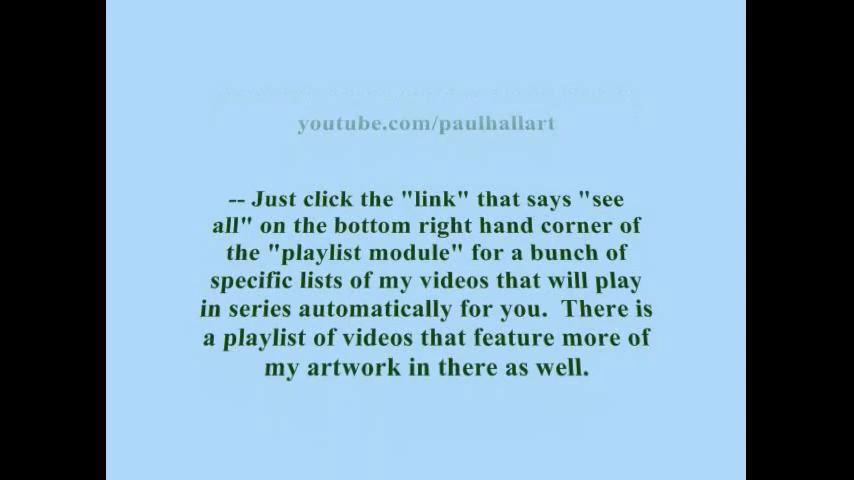 youtube.com/paulhallart
-- Just click the "link" that says "see
all" on the bottom right hand corner of
the "playlist module" for a bunch of
specific lists of my videos that will play
in series automatically for you.  There is
a playlist of videos that feature more of
my artwork in there as well.